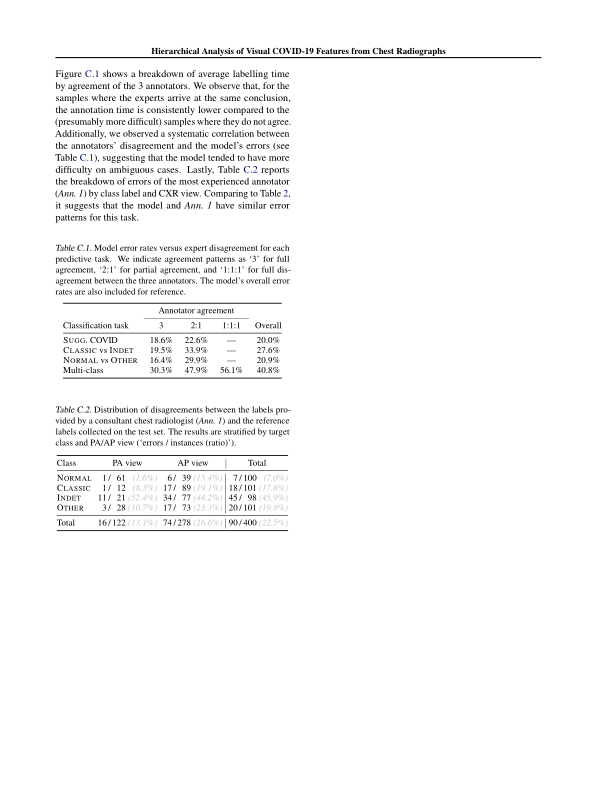 Hierarchical Analysis of Visual COVID-19 Features from Chest Radiographs
Figure C.1 shows a breakdown of average labelling time
by agreement of the 3 annotators. We observe that, for the
samples where the experts arrive at the same conclusion,
the annotation time is consistently lower compared to the
(presumably more difficult) samples where they do not agree.
Additionally, we observed a systematic correlation between
the annotators' disagreement and the model's errors (see
Table C.1), suggesting that the model tended to have more
difficulty on ambiguous cases. Lastly, Table C.2 reports
the breakdown of errors of the most experienced annotator
(Ann. 1) by class label and CXR view. Comparing to Table 2,
it suggests that the model and Ann. 1 have similar error
patterns for this task.
Table C.1. Model error rates versus expert disagreement for each
predictive task. We indicate agreement patterns as '3' for full
agreement, '2:1' for partial agreement, and '1:1:1' for full dis-
agreement between the three annotators. The model's overall error
rates are also included for reference.
Annotator agreement
Classification task 3 2:1 1:1:1 Overall
SUGG. COVID 18.6% 22.6% — 20.0%
CLASSIC VS INDET 19.5% 33.9% — 27.6%
NORMAL VS OTHER 16.4% 29.9% — 20.9%
Multi-class 30.3% 47.9% 56.1% 40.8%
Table C.2. Distribution of disagreements between the labels pro-
vided by a consultant chest radiologist (Ann. 1) and the reference
labels collected on the test set. The results are stratified by target
class and PA/AP view ('errors / instances (ratio)').
Class PA view AP view Total
NORMAL 1 / 61 (1.6%) 6 / 39 (15.4%) 7 / 100 (7.0%)
CLASSIC 1 / 12 (8.3%) 17 / 89 (19.1%) 18 / 101 (17.8%)
INDET 11 / 21 (52.4%) 34 / 77 (44.2%) 45 / 98 (45.9%)
OTHER 3 / 28 (10.7%) 17 / 73 (23.3%) 20 / 101 (19.8%)
Total 16 / 122 (13.1%) 74 / 278 (26.6%) 90 / 400 (22.5%)